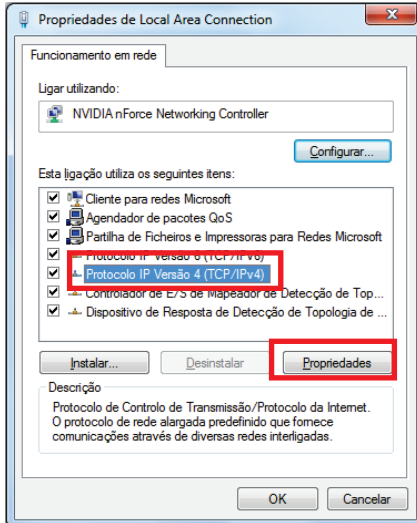 Propriedades de Local Area Connection
Funcionamento em rede
Ligar utilizando:
NVIDIA nForce Networking Controller
Configurar...
Esta ligação utiliza os seguintes itens:
Cliente para redes Microsoft
Agendador de pacotes QoS
Partilha de Ficheiros e Impressoras para Redes Microsoft
Protocolo IP Versão 6 (TCP/IPv6)
Protocolo IP Versão 4 (TCP/IPv4)
Controlador de E/S de Mapeador de Detecção de Top...
Dispositivo de Resposta de Detecção de Topologia de ...
Instalar... Desinstalar Propriedades
Descrição
Protocolo de Controlo de Transmissão/Protocolo da Internet.
O protocolo de rede alargada predefinido que fornece
comunicações através de diversas redes interligadas.
OK Cancelar